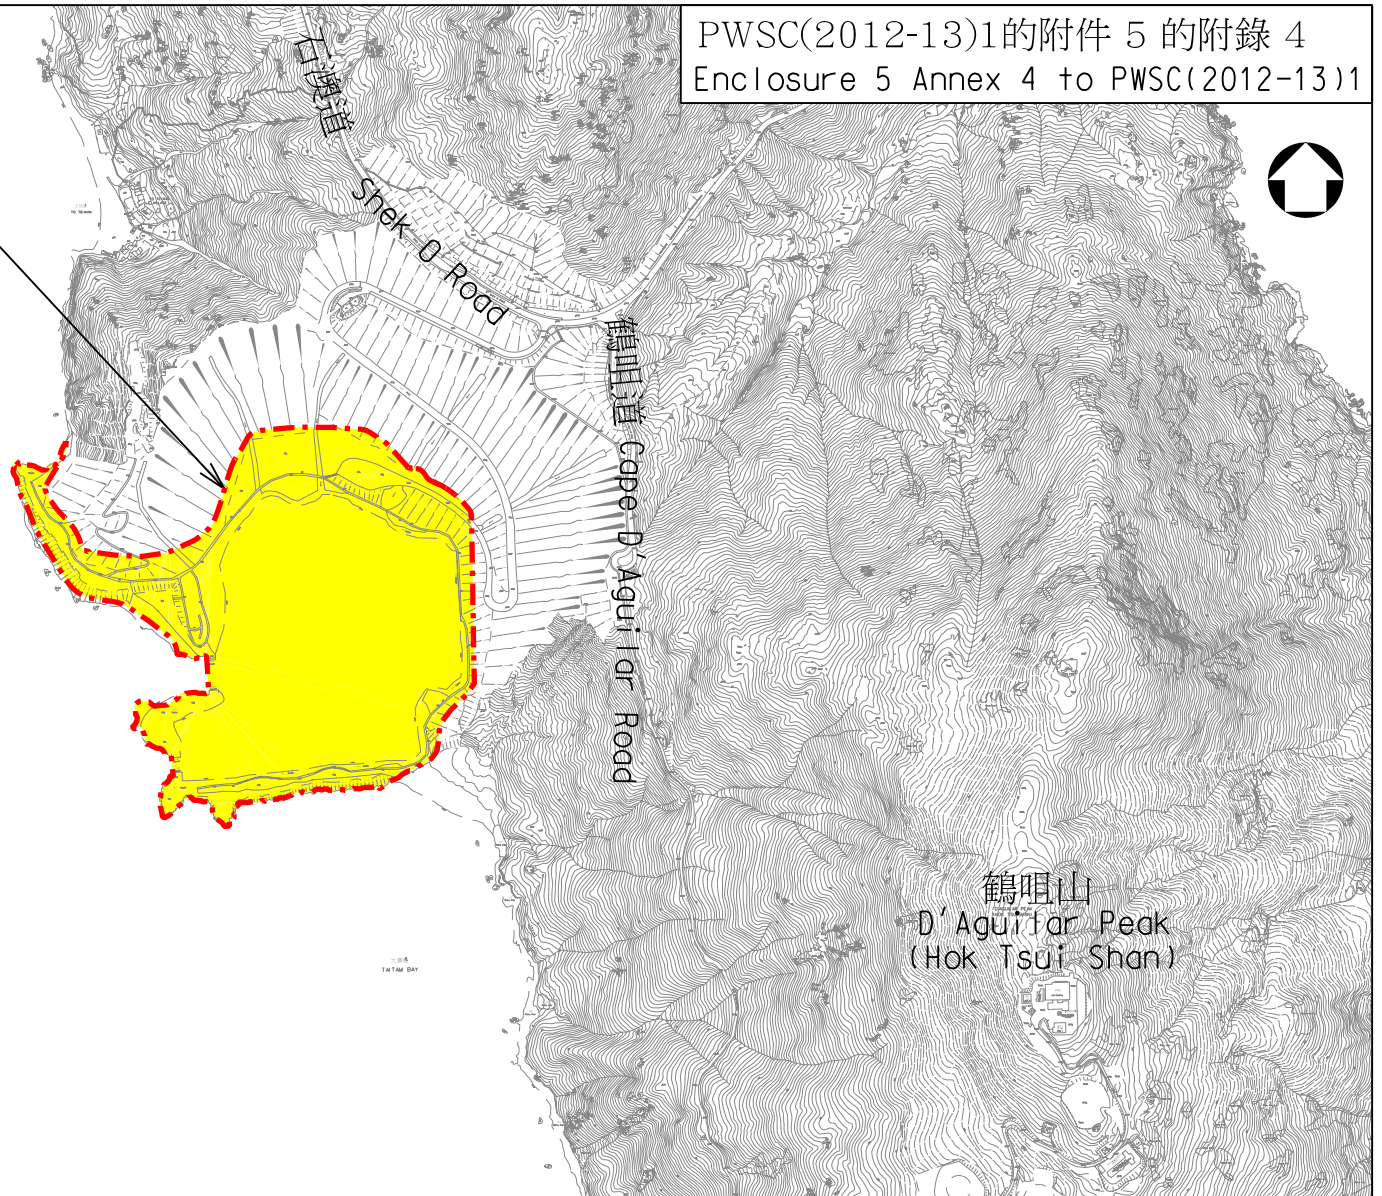 PWSC(2012-13)1的附件 5 的附錄 4
Enclosure 5 Annex 4 to PWSC(2012-13)1
石澳道
Shek O Road
鶴咀道 Cape D'Aguilar Road
鶴咀山
D'Aguilar Peak
(Hok Tsui Shan)
TAI TAM BAY